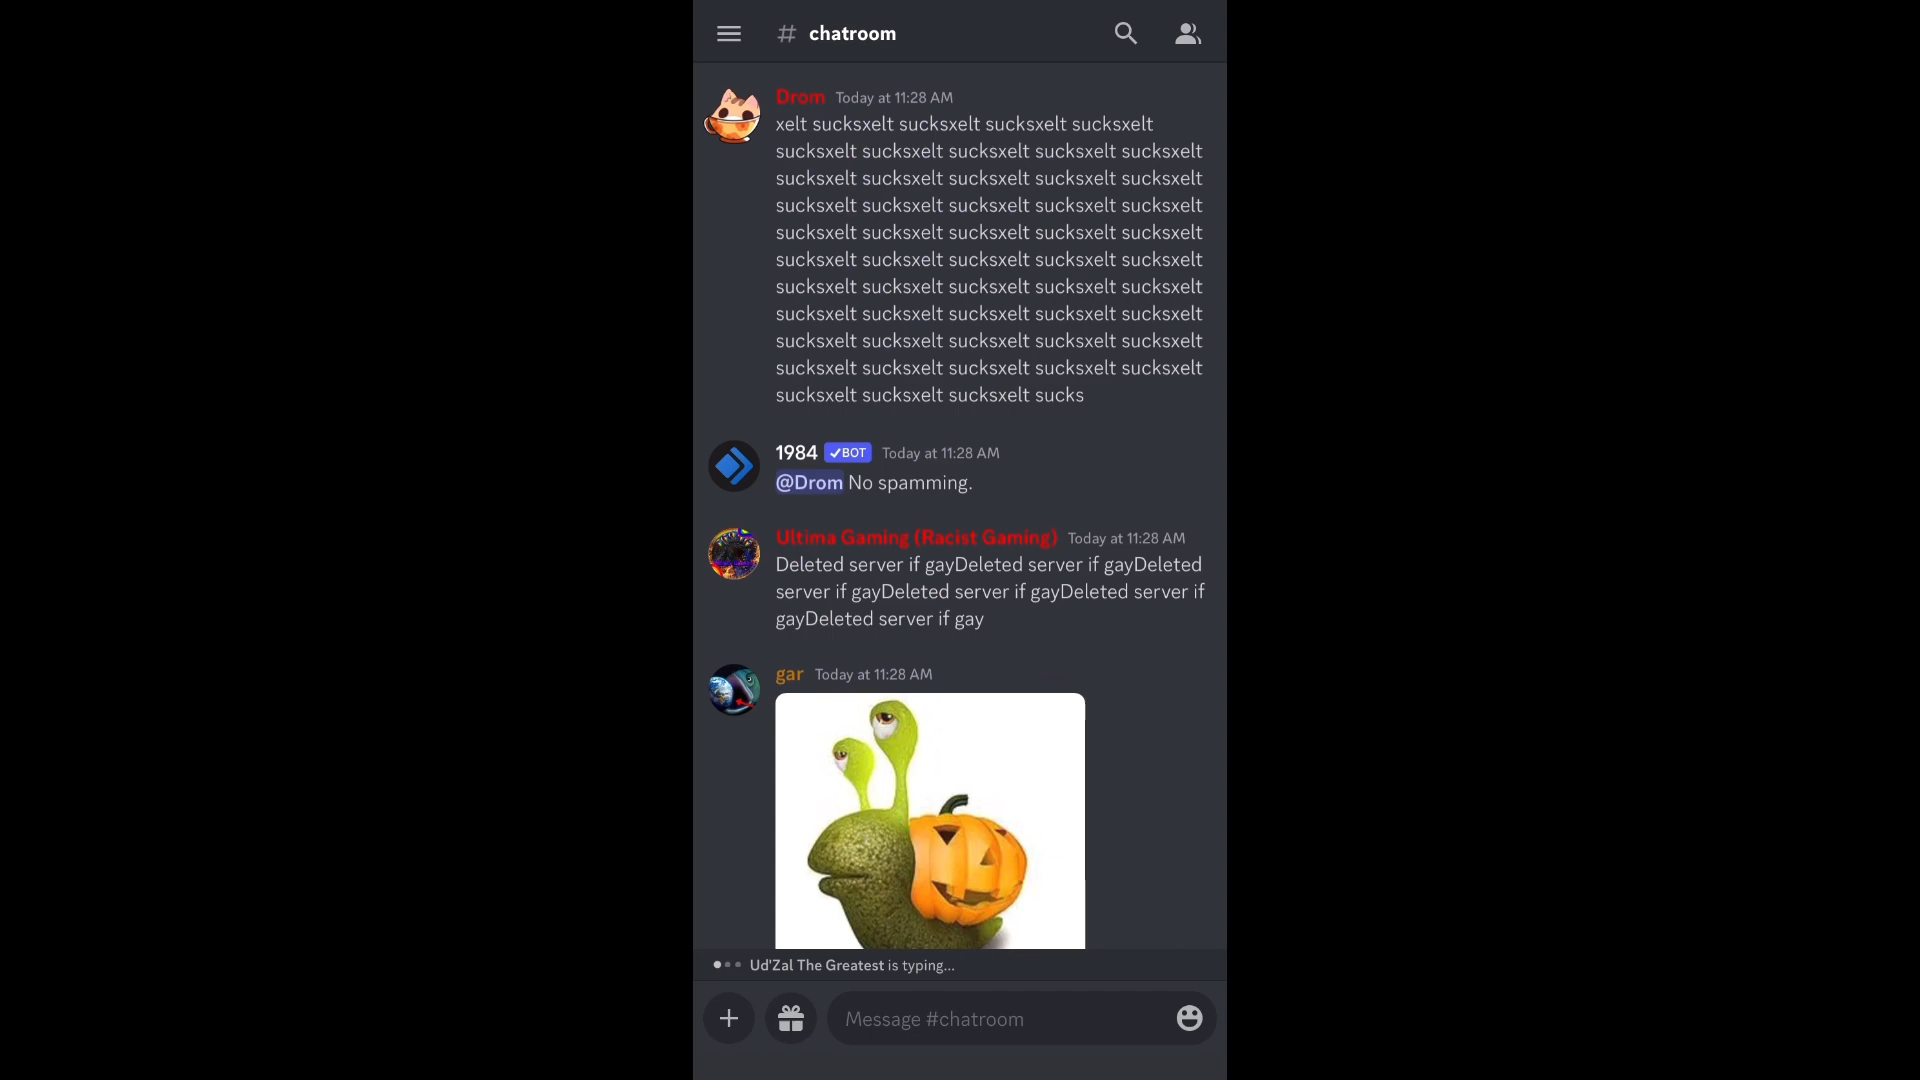 # chatroom
Drom Today at 11:28 AM
xelt sucksxelt sucksxelt sucksxelt sucksxelt
sucksxelt sucksxelt sucksxelt sucksxelt sucksxelt
sucksxelt sucksxelt sucksxelt sucksxelt sucksxelt
sucksxelt sucksxelt sucksxelt sucksxelt sucksxelt
sucksxelt sucksxelt sucksxelt sucksxelt sucksxelt
sucksxelt sucksxelt sucksxelt sucksxelt sucksxelt
sucksxelt sucksxelt sucksxelt sucksxelt sucksxelt
sucksxelt sucksxelt sucksxelt sucksxelt sucksxelt
sucksxelt sucksxelt sucksxelt sucksxelt sucksxelt
sucksxelt sucksxelt sucksxelt sucksxelt sucksxelt
sucksxelt sucksxelt sucksxelt sucks
1984 ✓BOT Today at 11:28 AM
@Drom No spamming.
Ultima Gaming (Racist Gaming) Today at 11:28 AM
Deleted server if gayDeleted server if gayDeleted
server if gayDeleted server if gayDeleted server if
gayDeleted server if gay
gar Today at 11:28 AM
Ud'Zal The Greatest is typing...
Message #chatroom